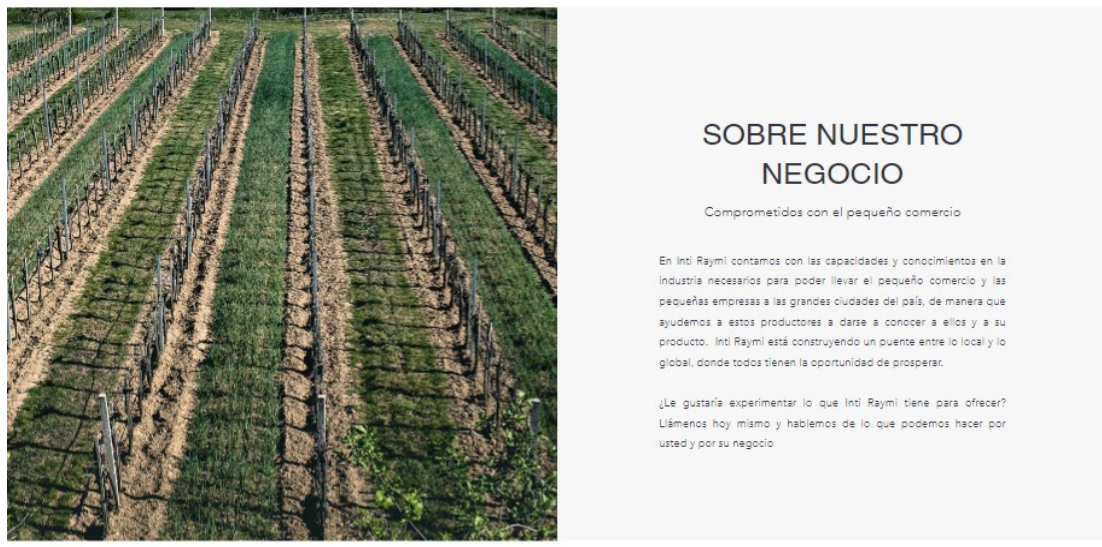 SOBRE NUESTRO
NEGOCIO
Comprometidos con el pequeño comercio
En Inti Raymi contamos con las capacidades y conocimientos en la
industria necesarios para poder llevar el pequeño comercio y las
pequeñas empresas a las grandes ciudades del país, de manera que
ayudemos a estos productores a darse a conocer a ellos y a su
producto. Inti Raymi está construyendo un puente entre lo local y lo
global, donde todos tienen la oportunidad de prosperar.
¿Le gustaría experimentar lo que Inti Raymi tiene para ofrecer?
Llámenos hoy mismo y hablemos de lo que podemos hacer por
usted y por su negocio